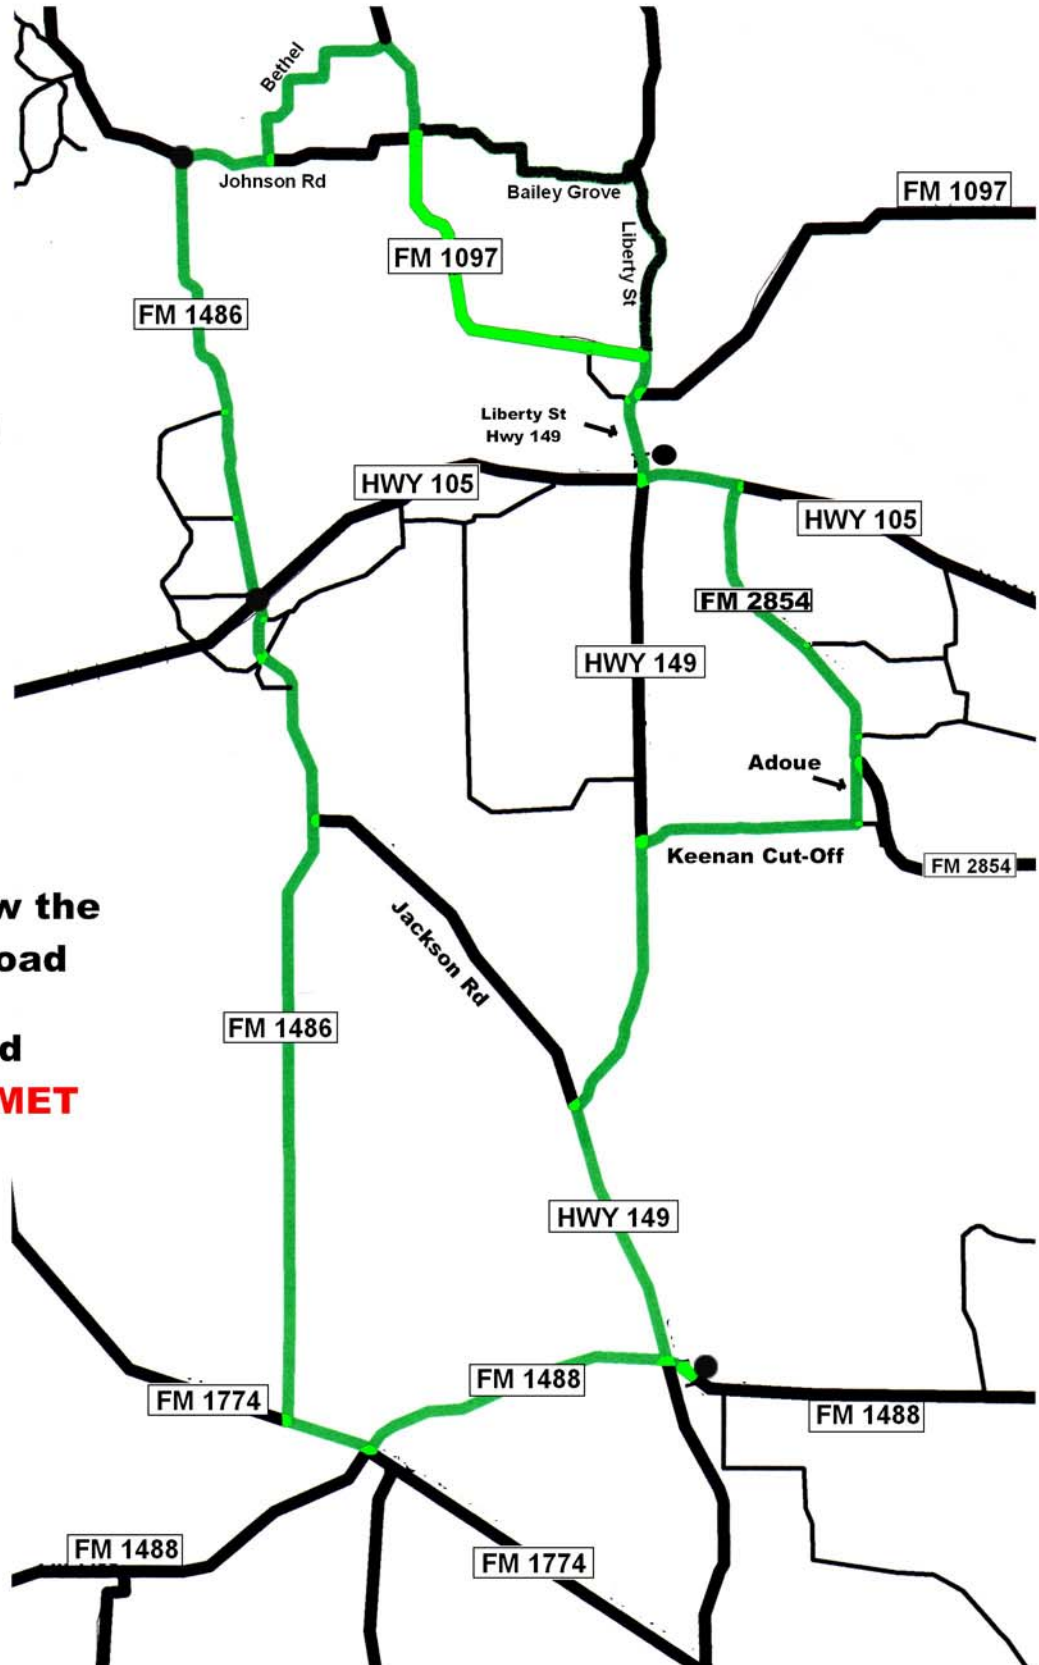 Bethel
Johnson Rd
Bailey Grove
FM 1097
Liberty St
FM 1097
FM 1486
Liberty St
Hwy 149
HWY 105
HWY 105
FM 2854
HWY 149
Adoue
Keenan Cut-Off
FM 2854
w the
oad
Jackson Rd
FM 1486
d
MET
HWY 149
FM 1488
FM 1774
FM 1488
FM 1488
FM 1774